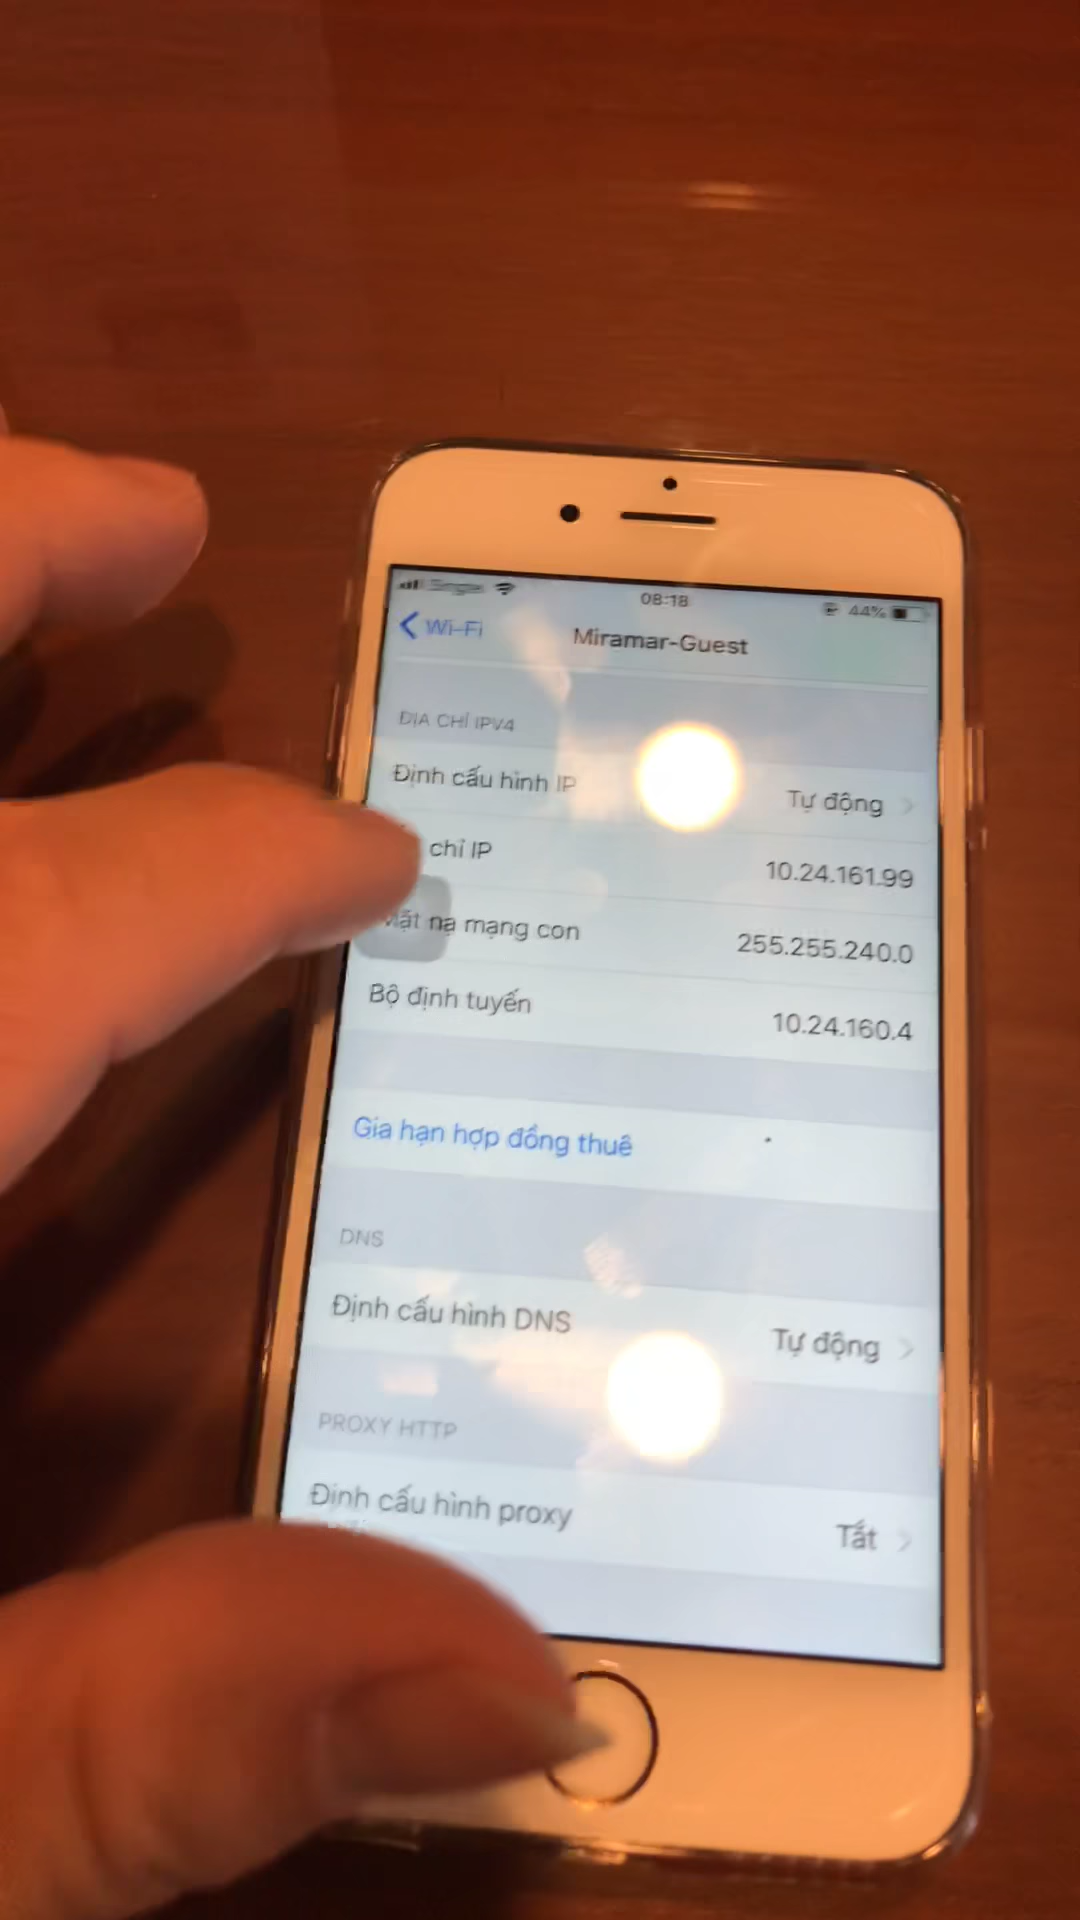 Singtel 08:18 44%
Wi-Fi Miramar-Guest
ĐỊA CHỈ IPV4
Định cấu hình IP Tự động
chỉ IP 10.24.161.99
Mặt nạ mạng con 255.255.240.0
Bộ định tuyến 10.24.160.4
Gia hạn hợp đồng thuê
DNS
Định cấu hình DNS Tự động
PROXY HTTP
Định cấu hình proxy Tắt